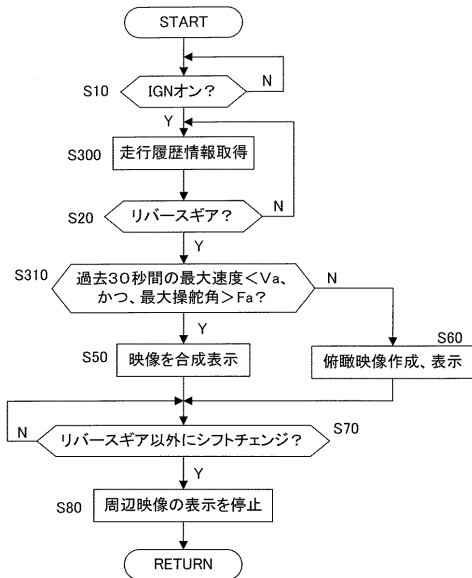 START
S10
IGNオン？
N
Y
S300
走行履歴情報取得
S20
リバースギア？
N
Y
S310
過去30秒間の最大速度＜Va、
かつ、最大操舵角＞Fa？
N
Y
S50
映像を合成表示
S60
俯瞰映像作成、表示
N
リバースギア以外にシフトチェンジ？
S70
Y
S80
周辺映像の表示を停止
RETURN